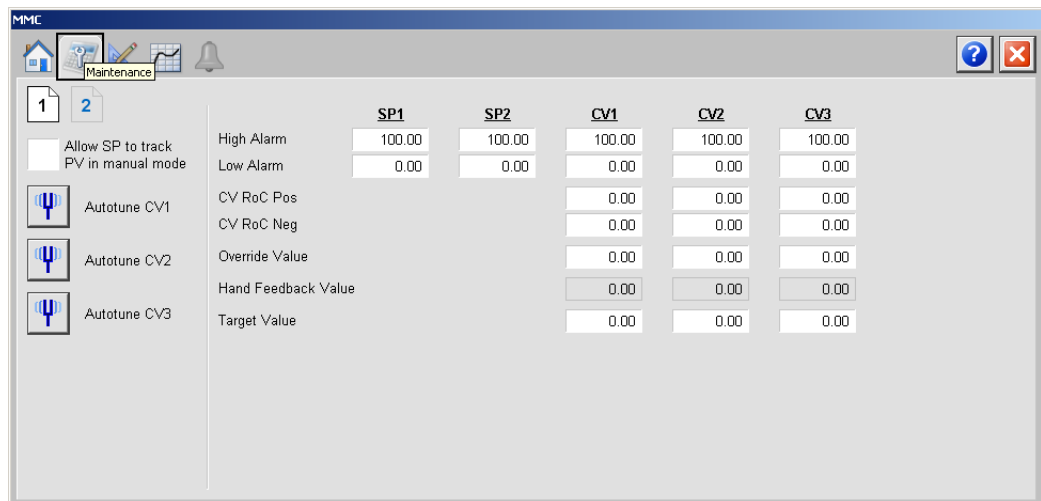 MMC
Maintenance
1 2
SP1 SP2 CV1 CV2 CV3
Allow SP to track
PV in manual mode
High Alarm 100.00 100.00 100.00 100.00 100.00
Low Alarm 0.00 0.00 0.00 0.00 0.00
Autotune CV1
CV RoC Pos 0.00 0.00 0.00
CV RoC Neg 0.00 0.00 0.00
Autotune CV2
Override Value 0.00 0.00 0.00
Hand Feedback Value 0.00 0.00 0.00
Autotune CV3
Target Value 0.00 0.00 0.00